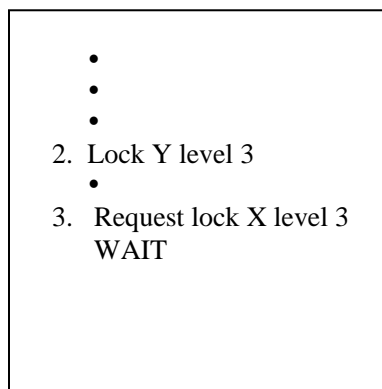 •
•
•
2. Lock Y level 3
•
3. Request lock X level 3
WAIT